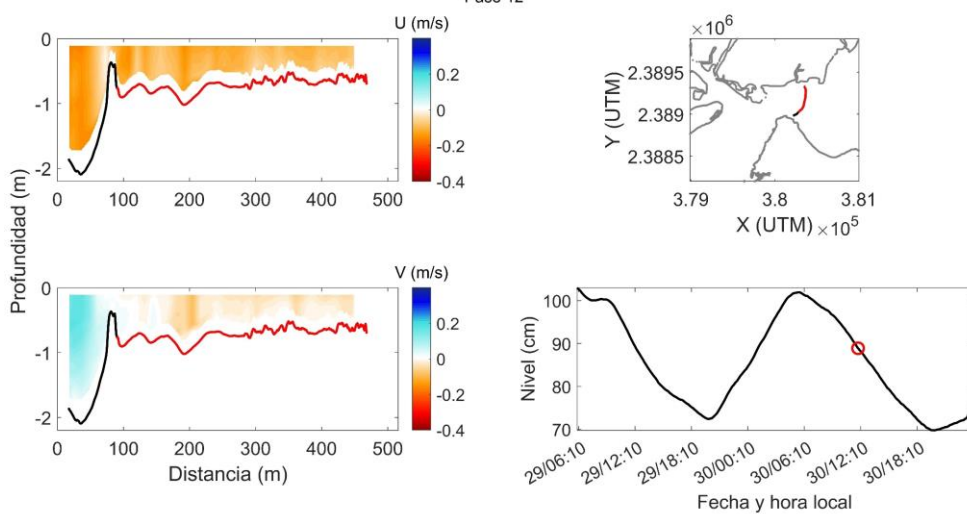 U (m/s)
0
-1
-2
0 100 200 300 400 500
0.2
0
-0.2
-0.4
×10⁶
2.3895
2.389
2.3885
Y (UTM)
3.79 3.8 3.81
X (UTM) ×10⁵
Profundidad (m)
V (m/s)
0
-1
-2
0 100 200 300 400 500
Distancia (m)
0.2
0
-0.2
-0.4
Nivel (cm)
100
90
80
70
29/06:10 29/12:10 29/18:10 30/00:10 30/06:10 30/12:10 30/18:10
Fecha y hora local